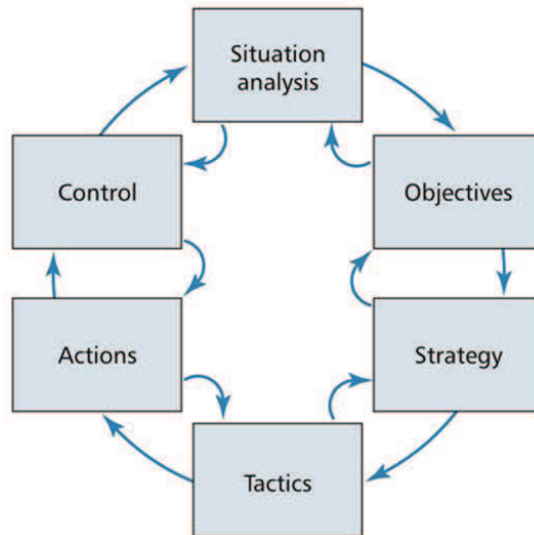 Situation
analysis
Control
Objectives
Actions
Strategy
Tactics